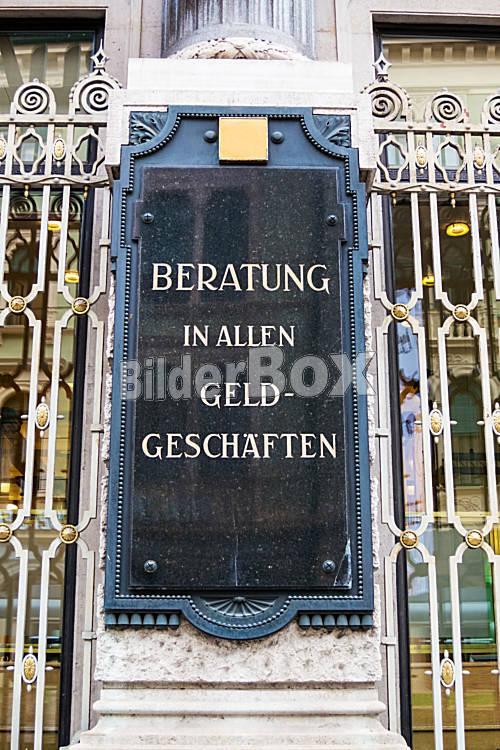 BERATUNG
IN ALLEN
BilderBox
GELD-
GESCHÄFTEN